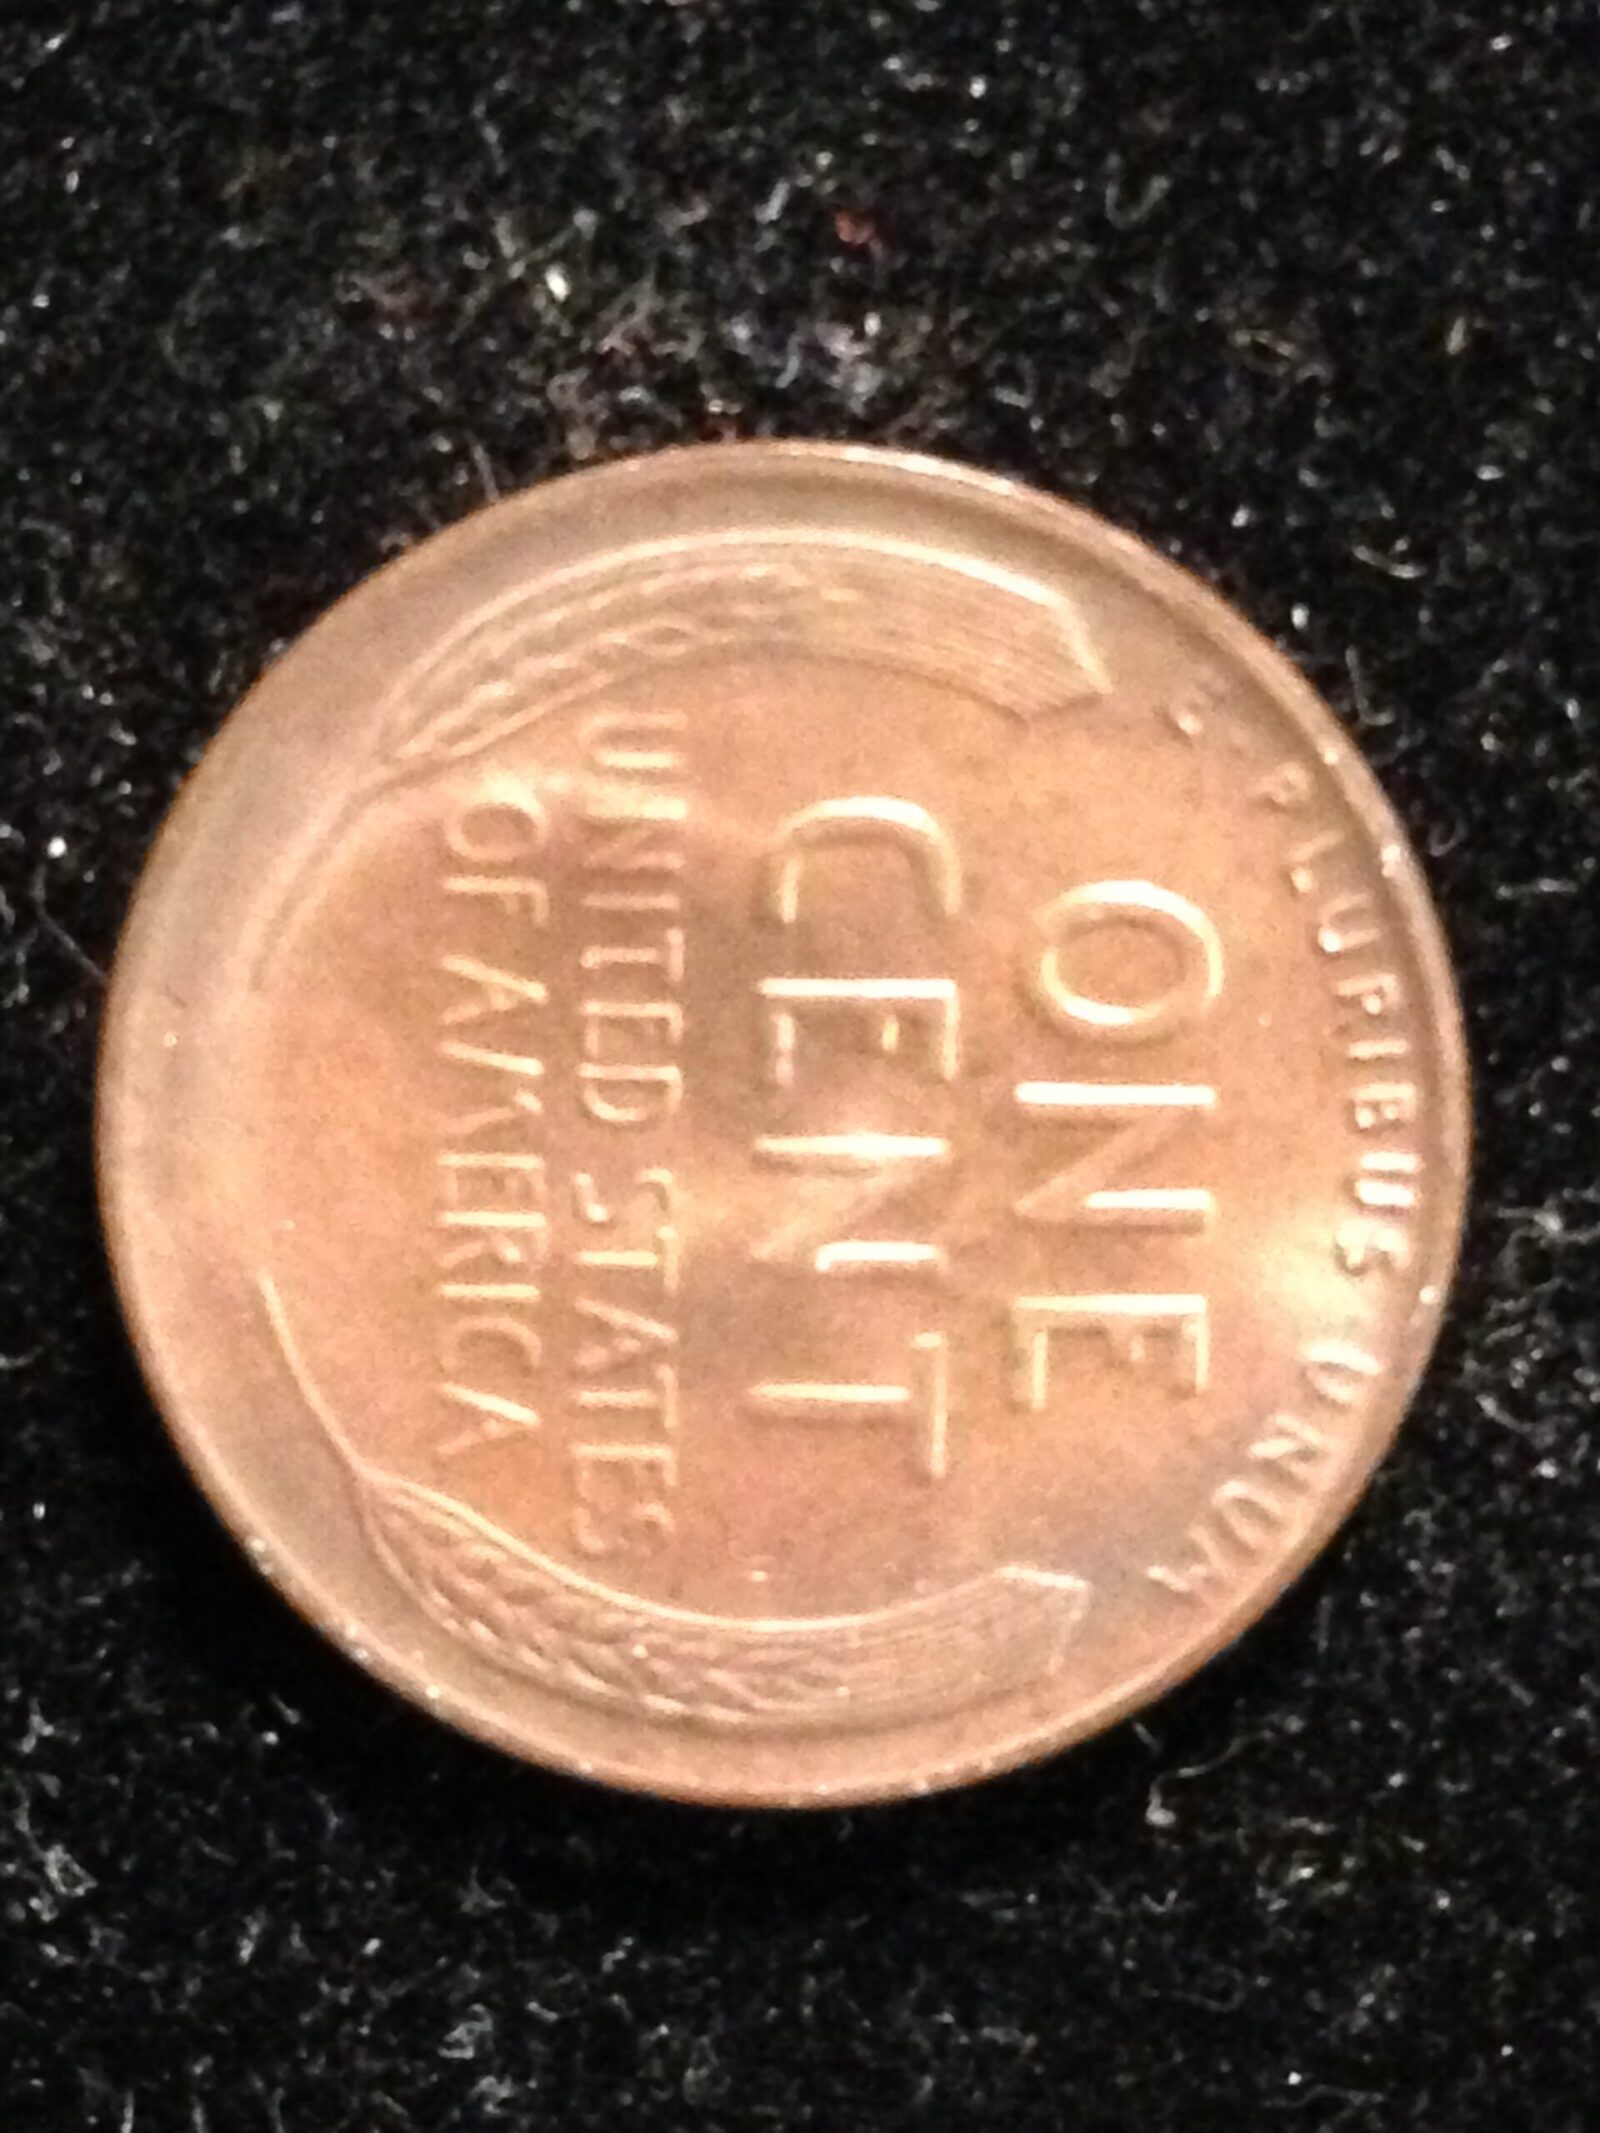 E PLURIBUS UNUM
ONE
CENT
UNITED STATES
OF AMERICA